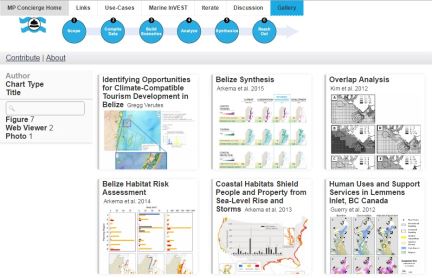 MP Concierge Home Links Use-Cases Marine InVEST Iterate Discussion Gallery
1 2 3 4 5 6
Scope Compile Data Build Scenarios Analyze Synthesis Reach Out
Contribute | About
Author
Chart Type
Title
Figure 7
Web Viewer 2
Photo 1
Identifying Opportunities
for Climate-Compatible
Tourism Development in
Belize Gregg Verutes
Belize Synthesis
Arkema et al. 2015
Overlap Analysis
Kim et al. 2012
Belize Habitat Risk
Assessment
Arkema et al. 2014
Coastal Habitats Shield
People and Property from
Sea-Level Rise and
Storms Arkema et al. 2013
Human Uses and Support
Services in Lemmens
Inlet, BC Canada
Guerry et al. 2012